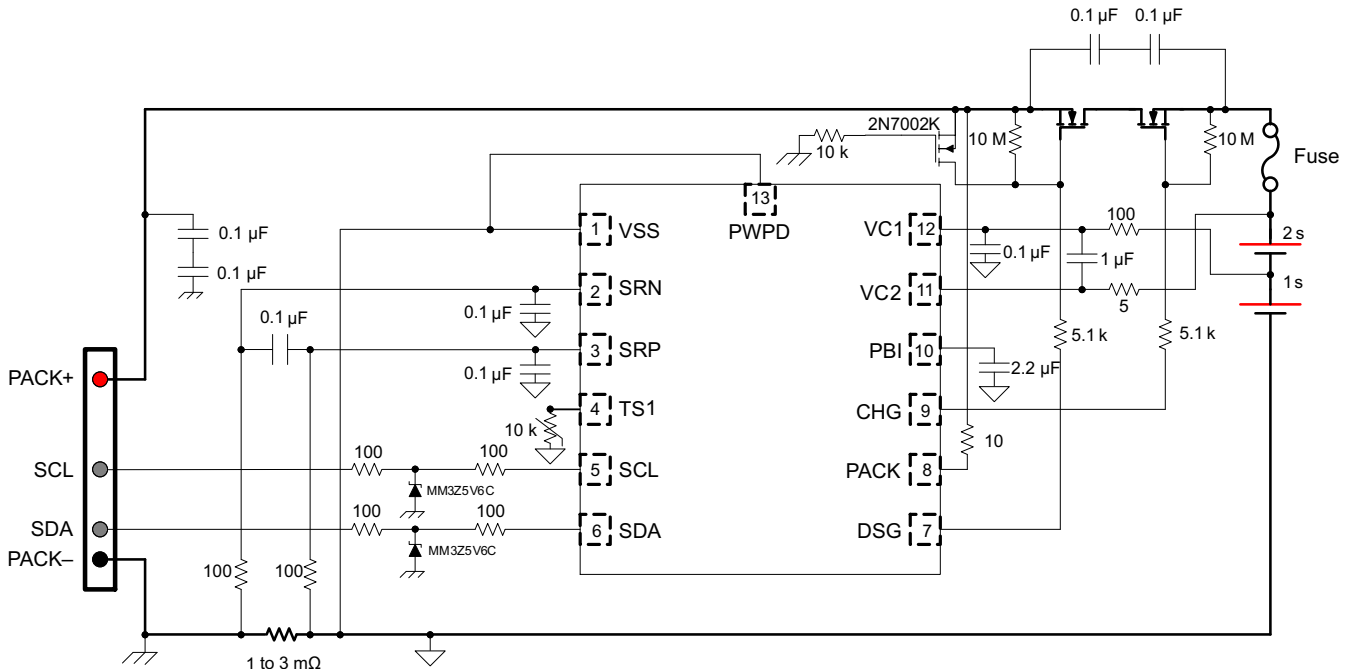 0.1 µF 0.1 µF
2N7002K
10 k
10 M
10 M
Fuse
13
PWPD
0.1 µF
0.1 µF
1 VSS
VC1 12
100
0.1 µF
1 µF
2 s
1 s
2 SRN
VC2 11
5
0.1 µF
0.1 µF
3 SRP
PBI 10
5.1 k
5.1 k
0.1 µF
2.2 µF
PACK+
4 TS1
CHG 9
10 k
10
SCL
100
100
5 SCL
PACK 8
MM3Z5V6C
SDA
100
100
6 SDA
DSG 7
MM3Z5V6C
PACK–
100
100
1 to 3 mΩ